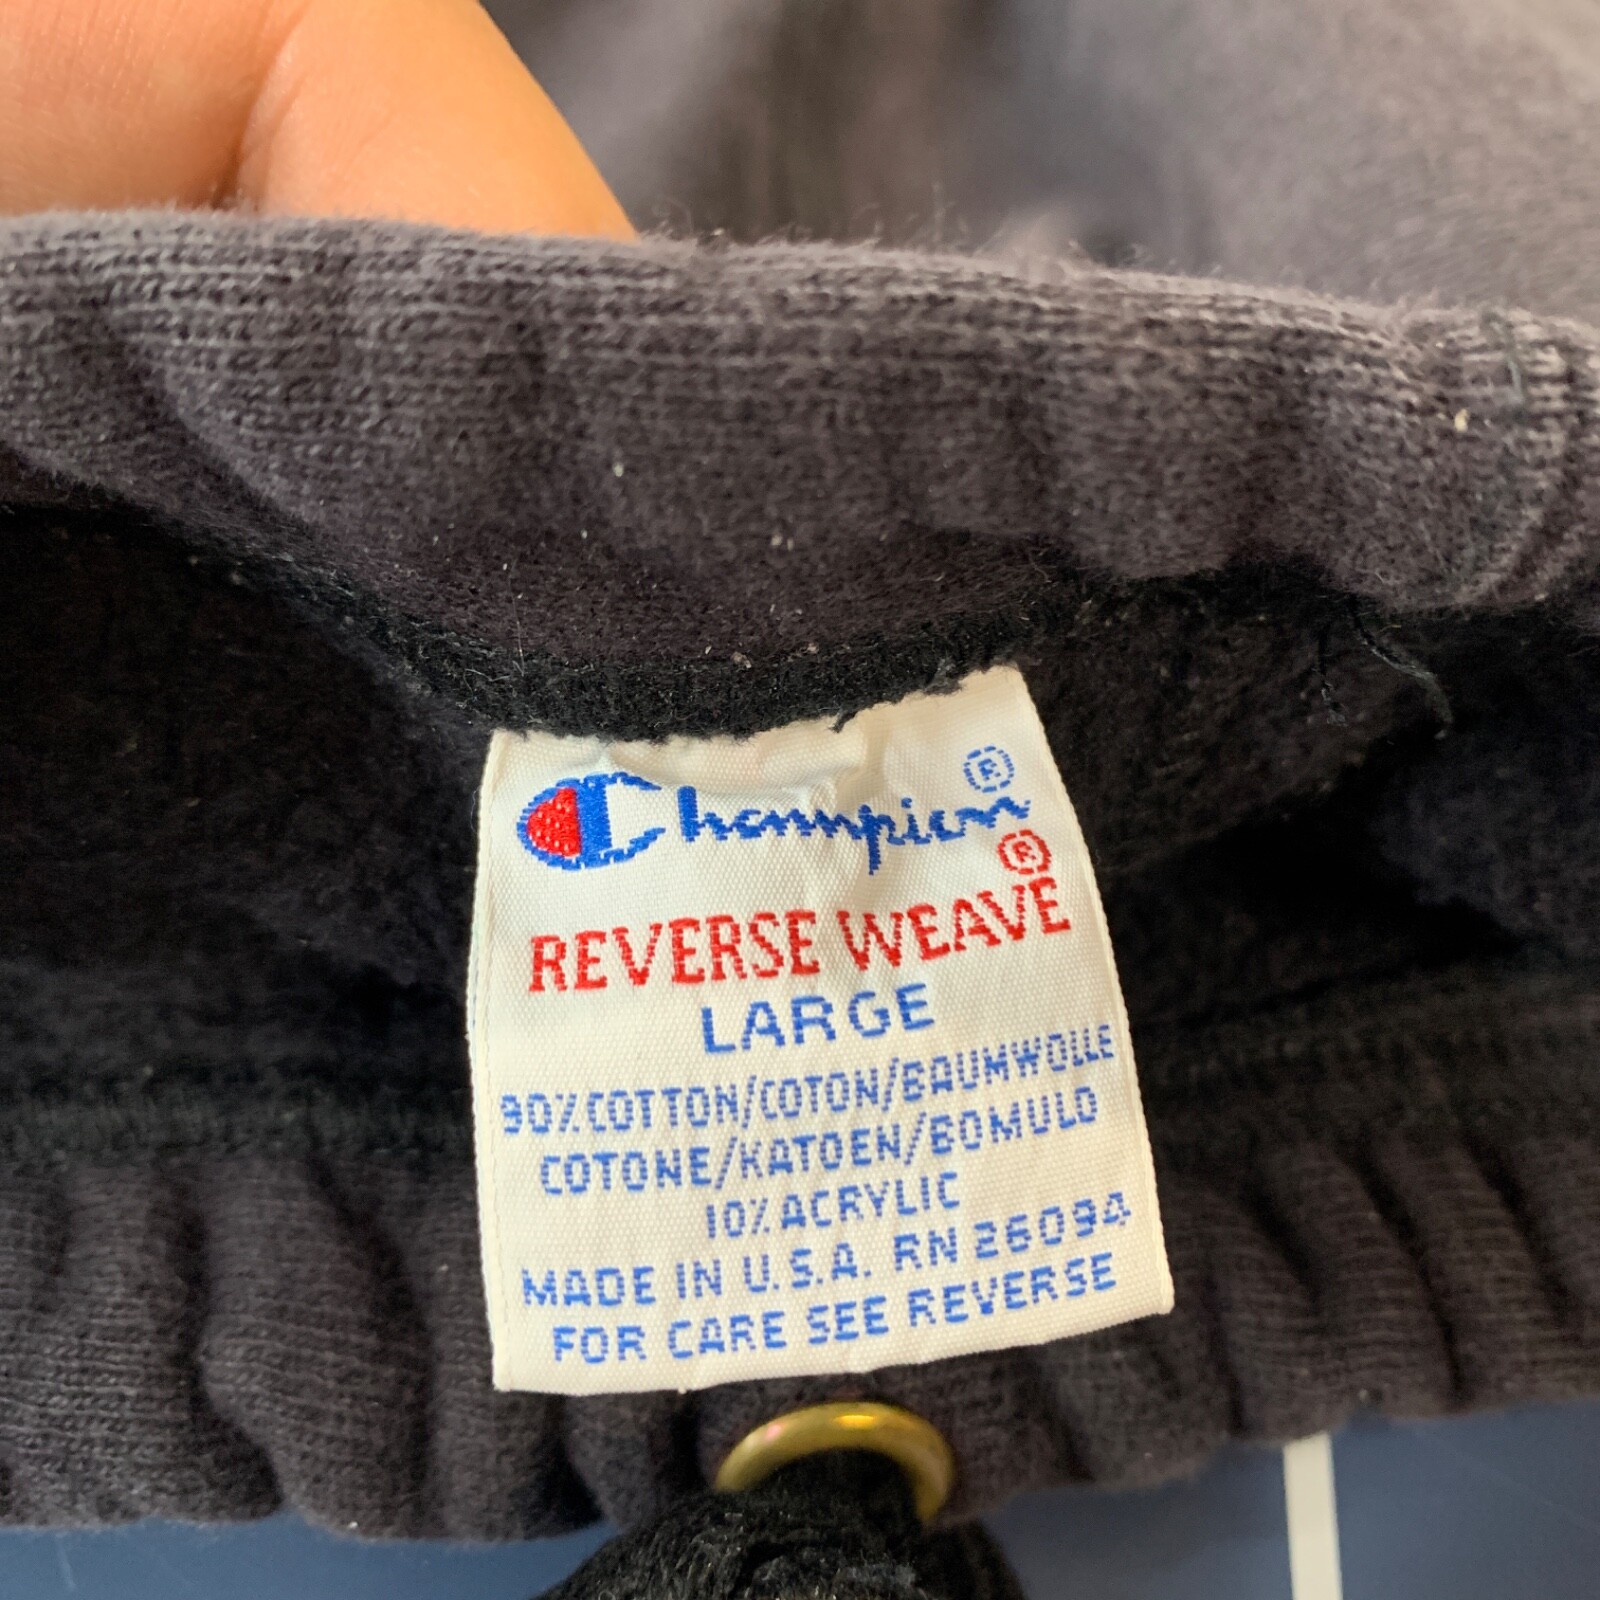 Champion®
REVERSE WEAVE®
LARGE
90% COTTON/COTON/BAUMWOLLE
COTONE/KATOEN/BOMULD
10% ACRYLIC
MADE IN U.S.A. RN 26094
FOR CARE SEE REVERSE